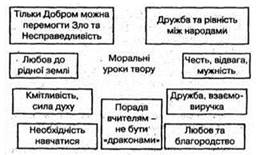 Тільки Добром можна
перемогти Зло та
Несправедливість
Дружба та рівність
між народами
Любов до
рідної землі
Моральні
уроки твору
Честь, відвага,
мужність
Кмітливість,
сила духу
Порада
вчителям –
не бути
«драконами»
Дружба, взаємо-
виручка
Необхідність
навчатися
Любов та
благородство